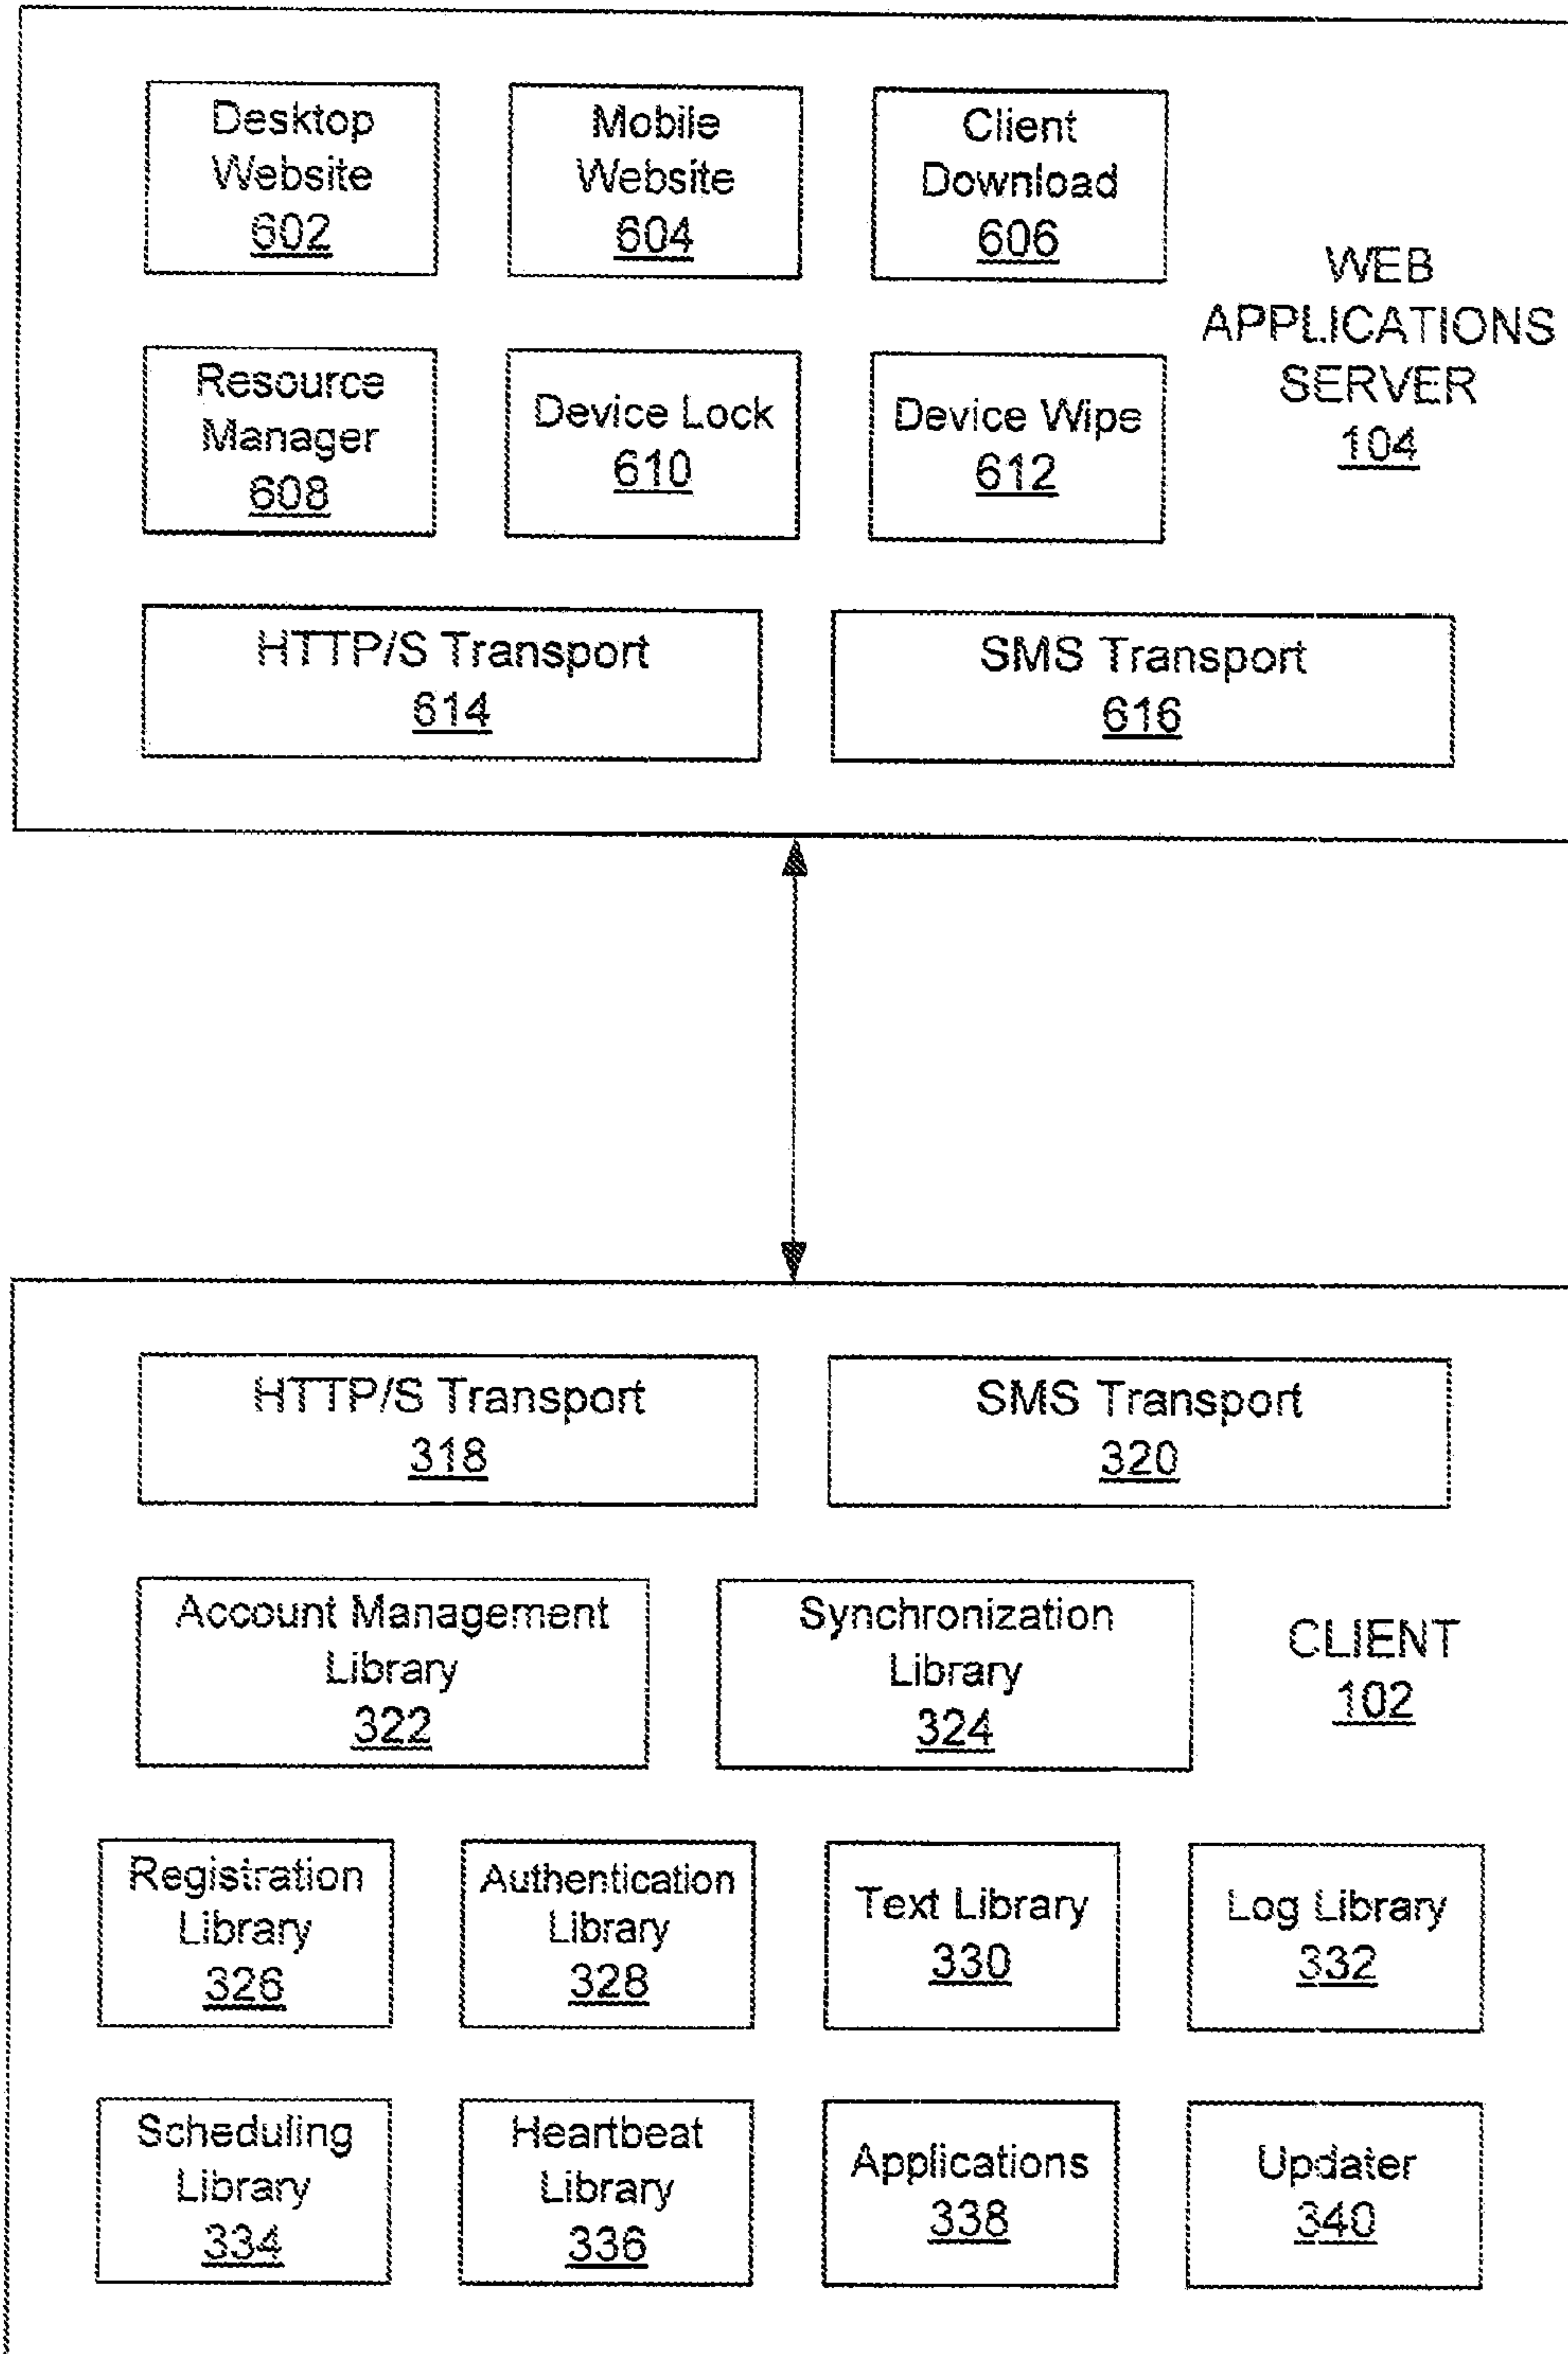 Desktop
Website
602
Mobile
Website
604
Client
Download
606
WEB
APPLICATIONS
SERVER
104
Resource
Manager
608
Device Lock
610
Device Wipe
612
HTTP/S Transport
614
SMS Transport
616
HTTP/S Transport
318
SMS Transport
320
Account Management
Library
322
Synchronization
Library
324
CLIENT
102
Registration
Library
326
Authentication
Library
328
Text Library
330
Log Library
332
Scheduling
Library
334
Heartbeat
Library
336
Applications
338
Updater
340